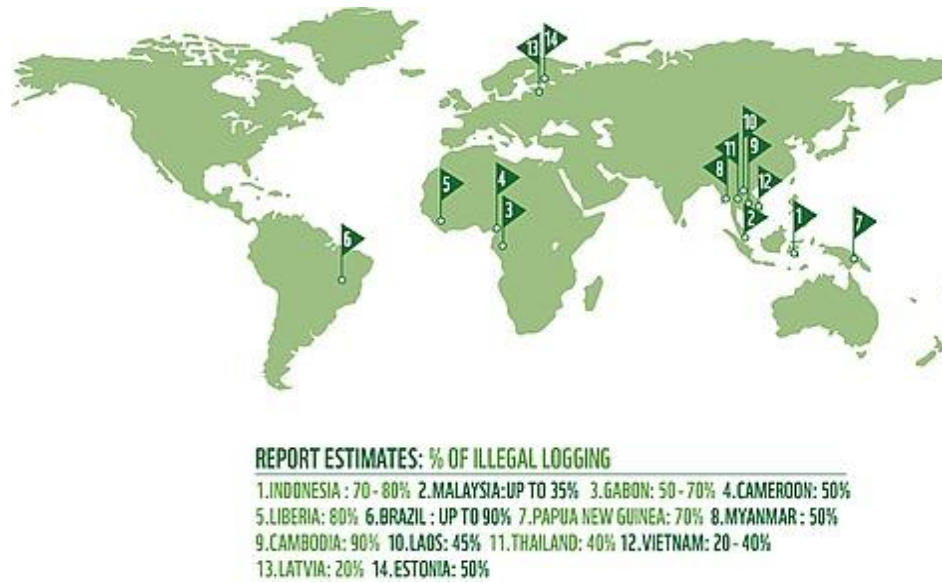 13 14
10
11 9
8 12
5 4
3 2 1 7
6
REPORT ESTIMATES: % OF ILLEGAL LOGGING
1.INDONESIA : 70 - 80% 2.MALAYSIA:UP TO 35% 3.GABON: 50 - 70% 4.CAMEROON: 50%
5.LIBERIA: 80% 6.BRAZIL : UP TO 90% 7.PAPUA NEW GUINEA: 70% 8.MYANMAR : 50%
9.CAMBODIA: 90% 10.LAOS: 45% 11.THAILAND: 40% 12.VIETNAM: 20 - 40%
13.LATVIA: 20% 14.ESTONIA: 50%